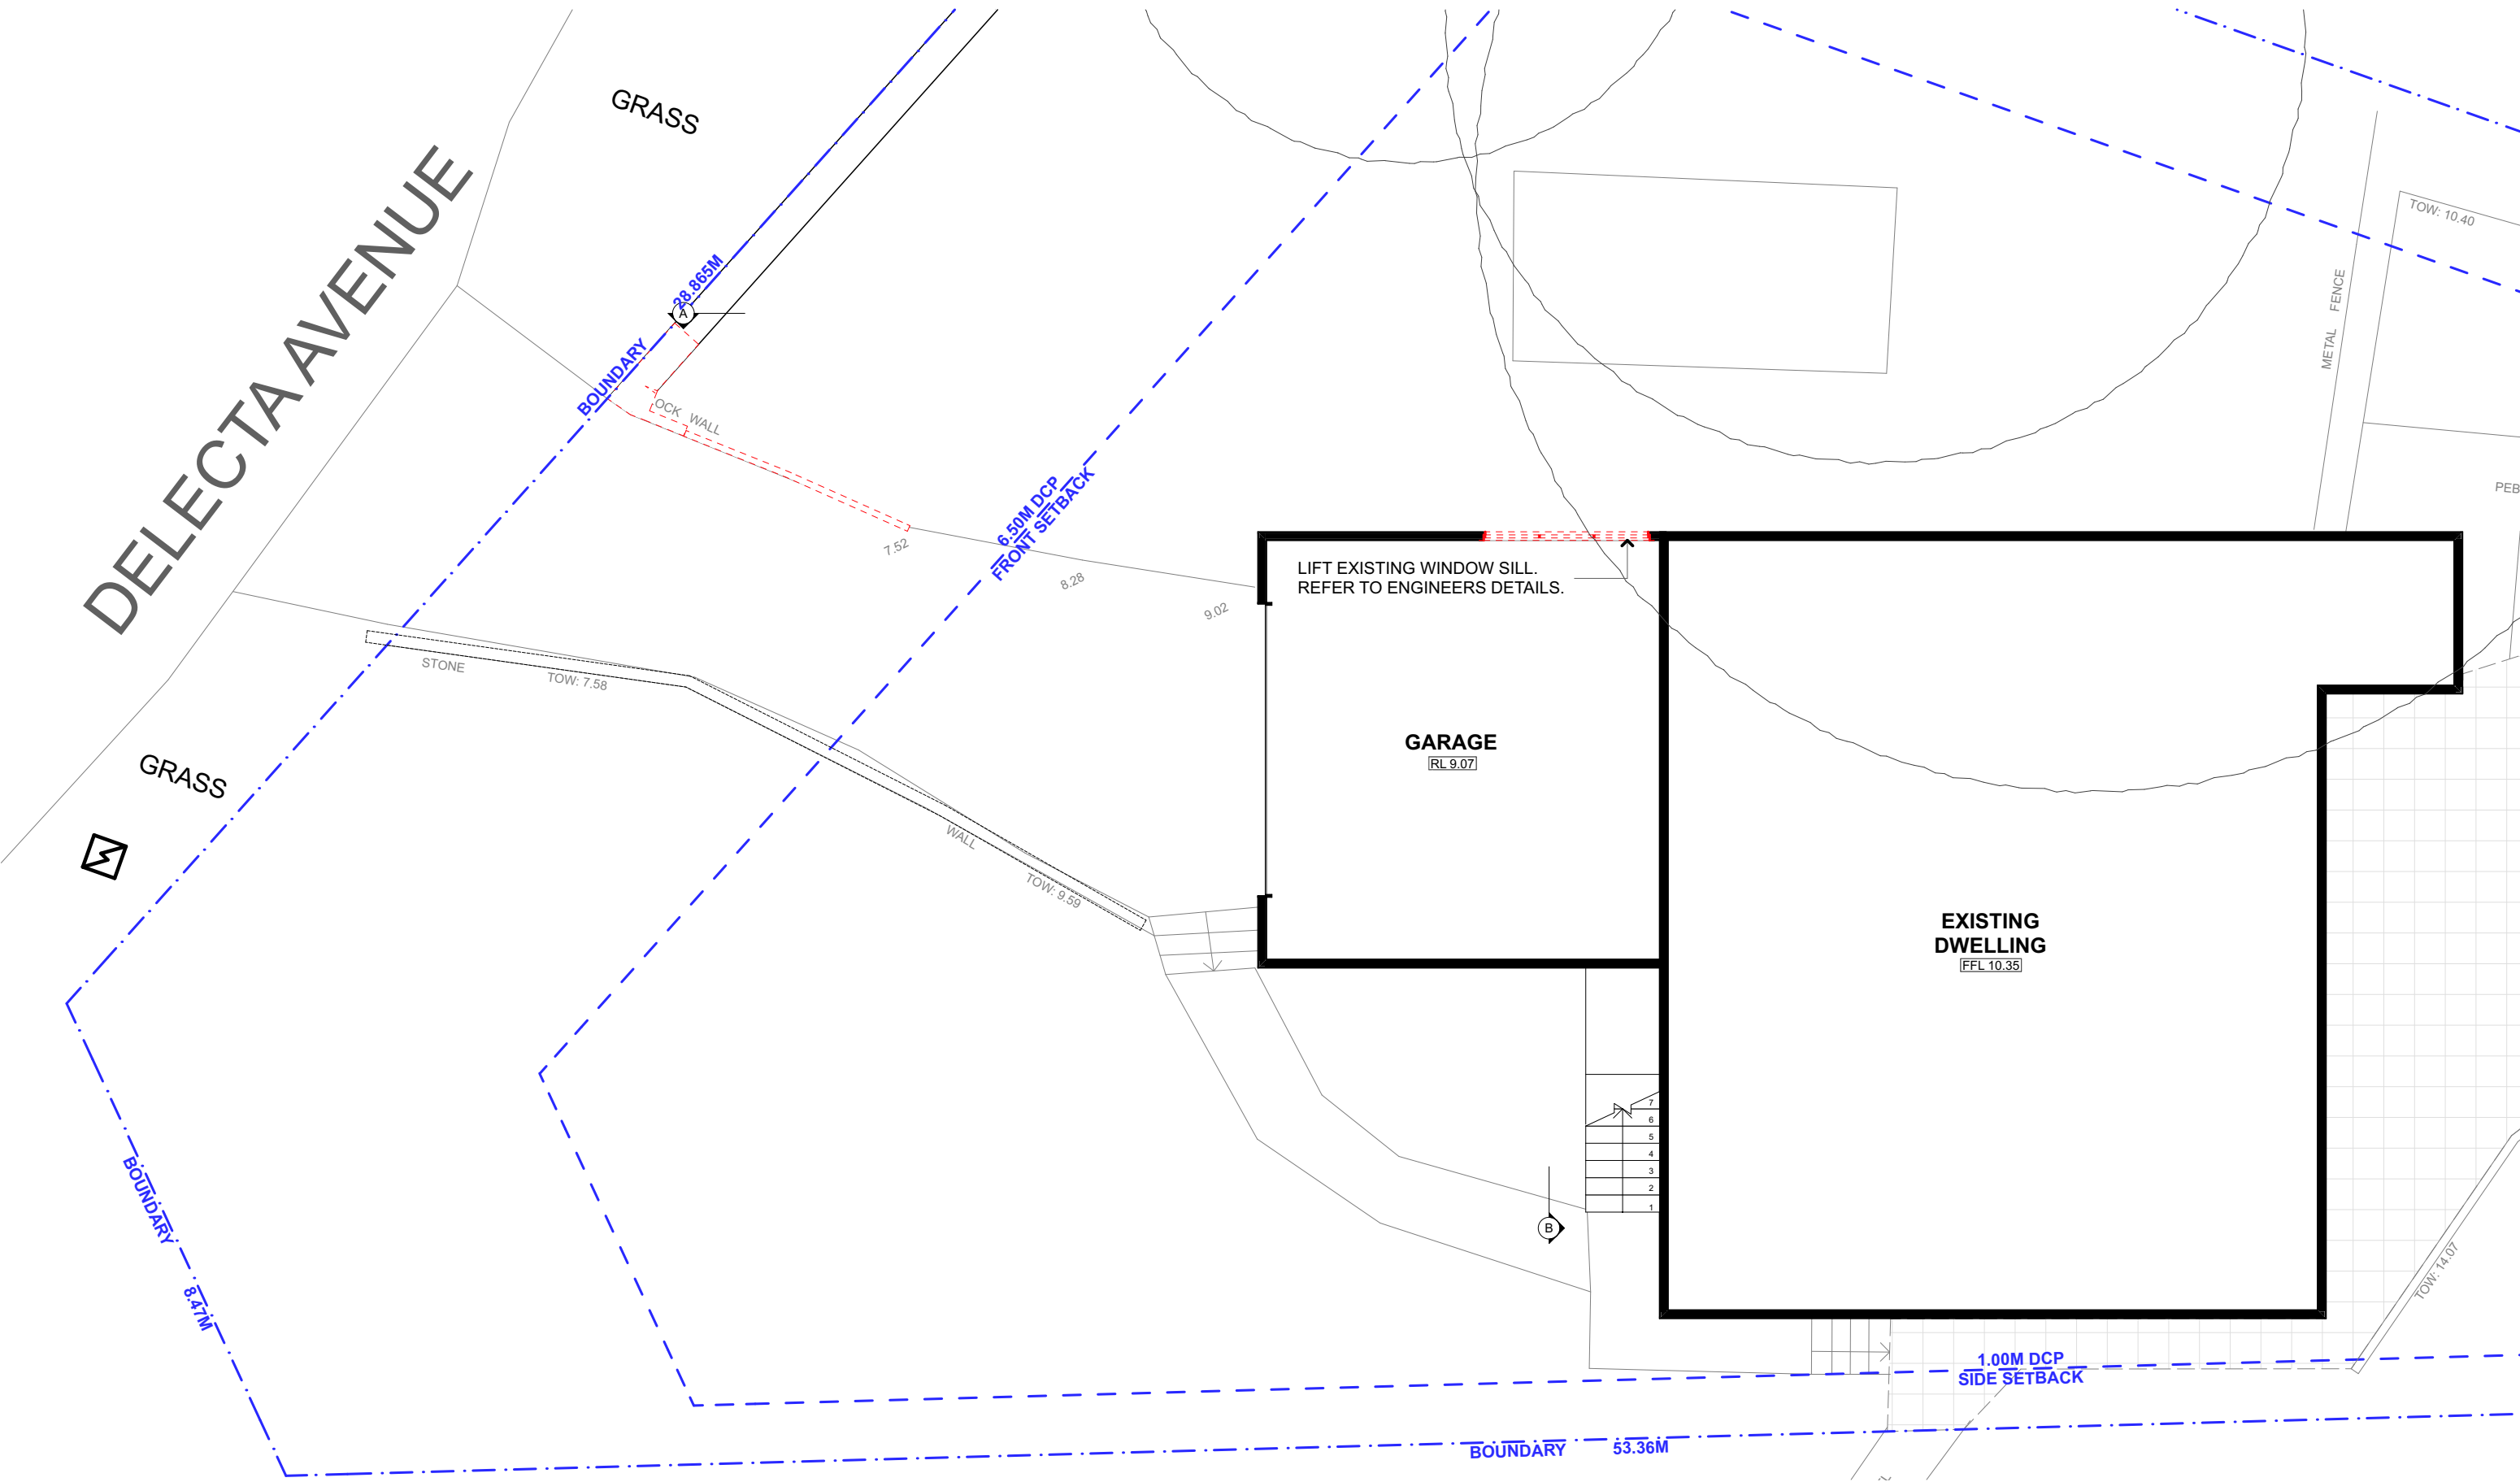 GRASS
DELECTA AVENUE
28.865M
A
BOUNDARY
OCK WALL
TOW: 10.40
METAL FENCE
PEB
6.50M DCP
FRONT SETBACK
7.52
8.28
9.02
LIFT EXISTING WINDOW SILL.
REFER TO ENGINEERS DETAILS.
STONE
TOW: 7.58
GRASS
GARAGE
RL 9.07
WALL
TOW: 9.59
EXISTING
DWELLING
FFL 10.35
7
6
5
4
3
2
1
B
BOUNDARY
8.47M
TOW: 14.07
1.00M DCP
SIDE SETBACK
BOUNDARY 53.36M